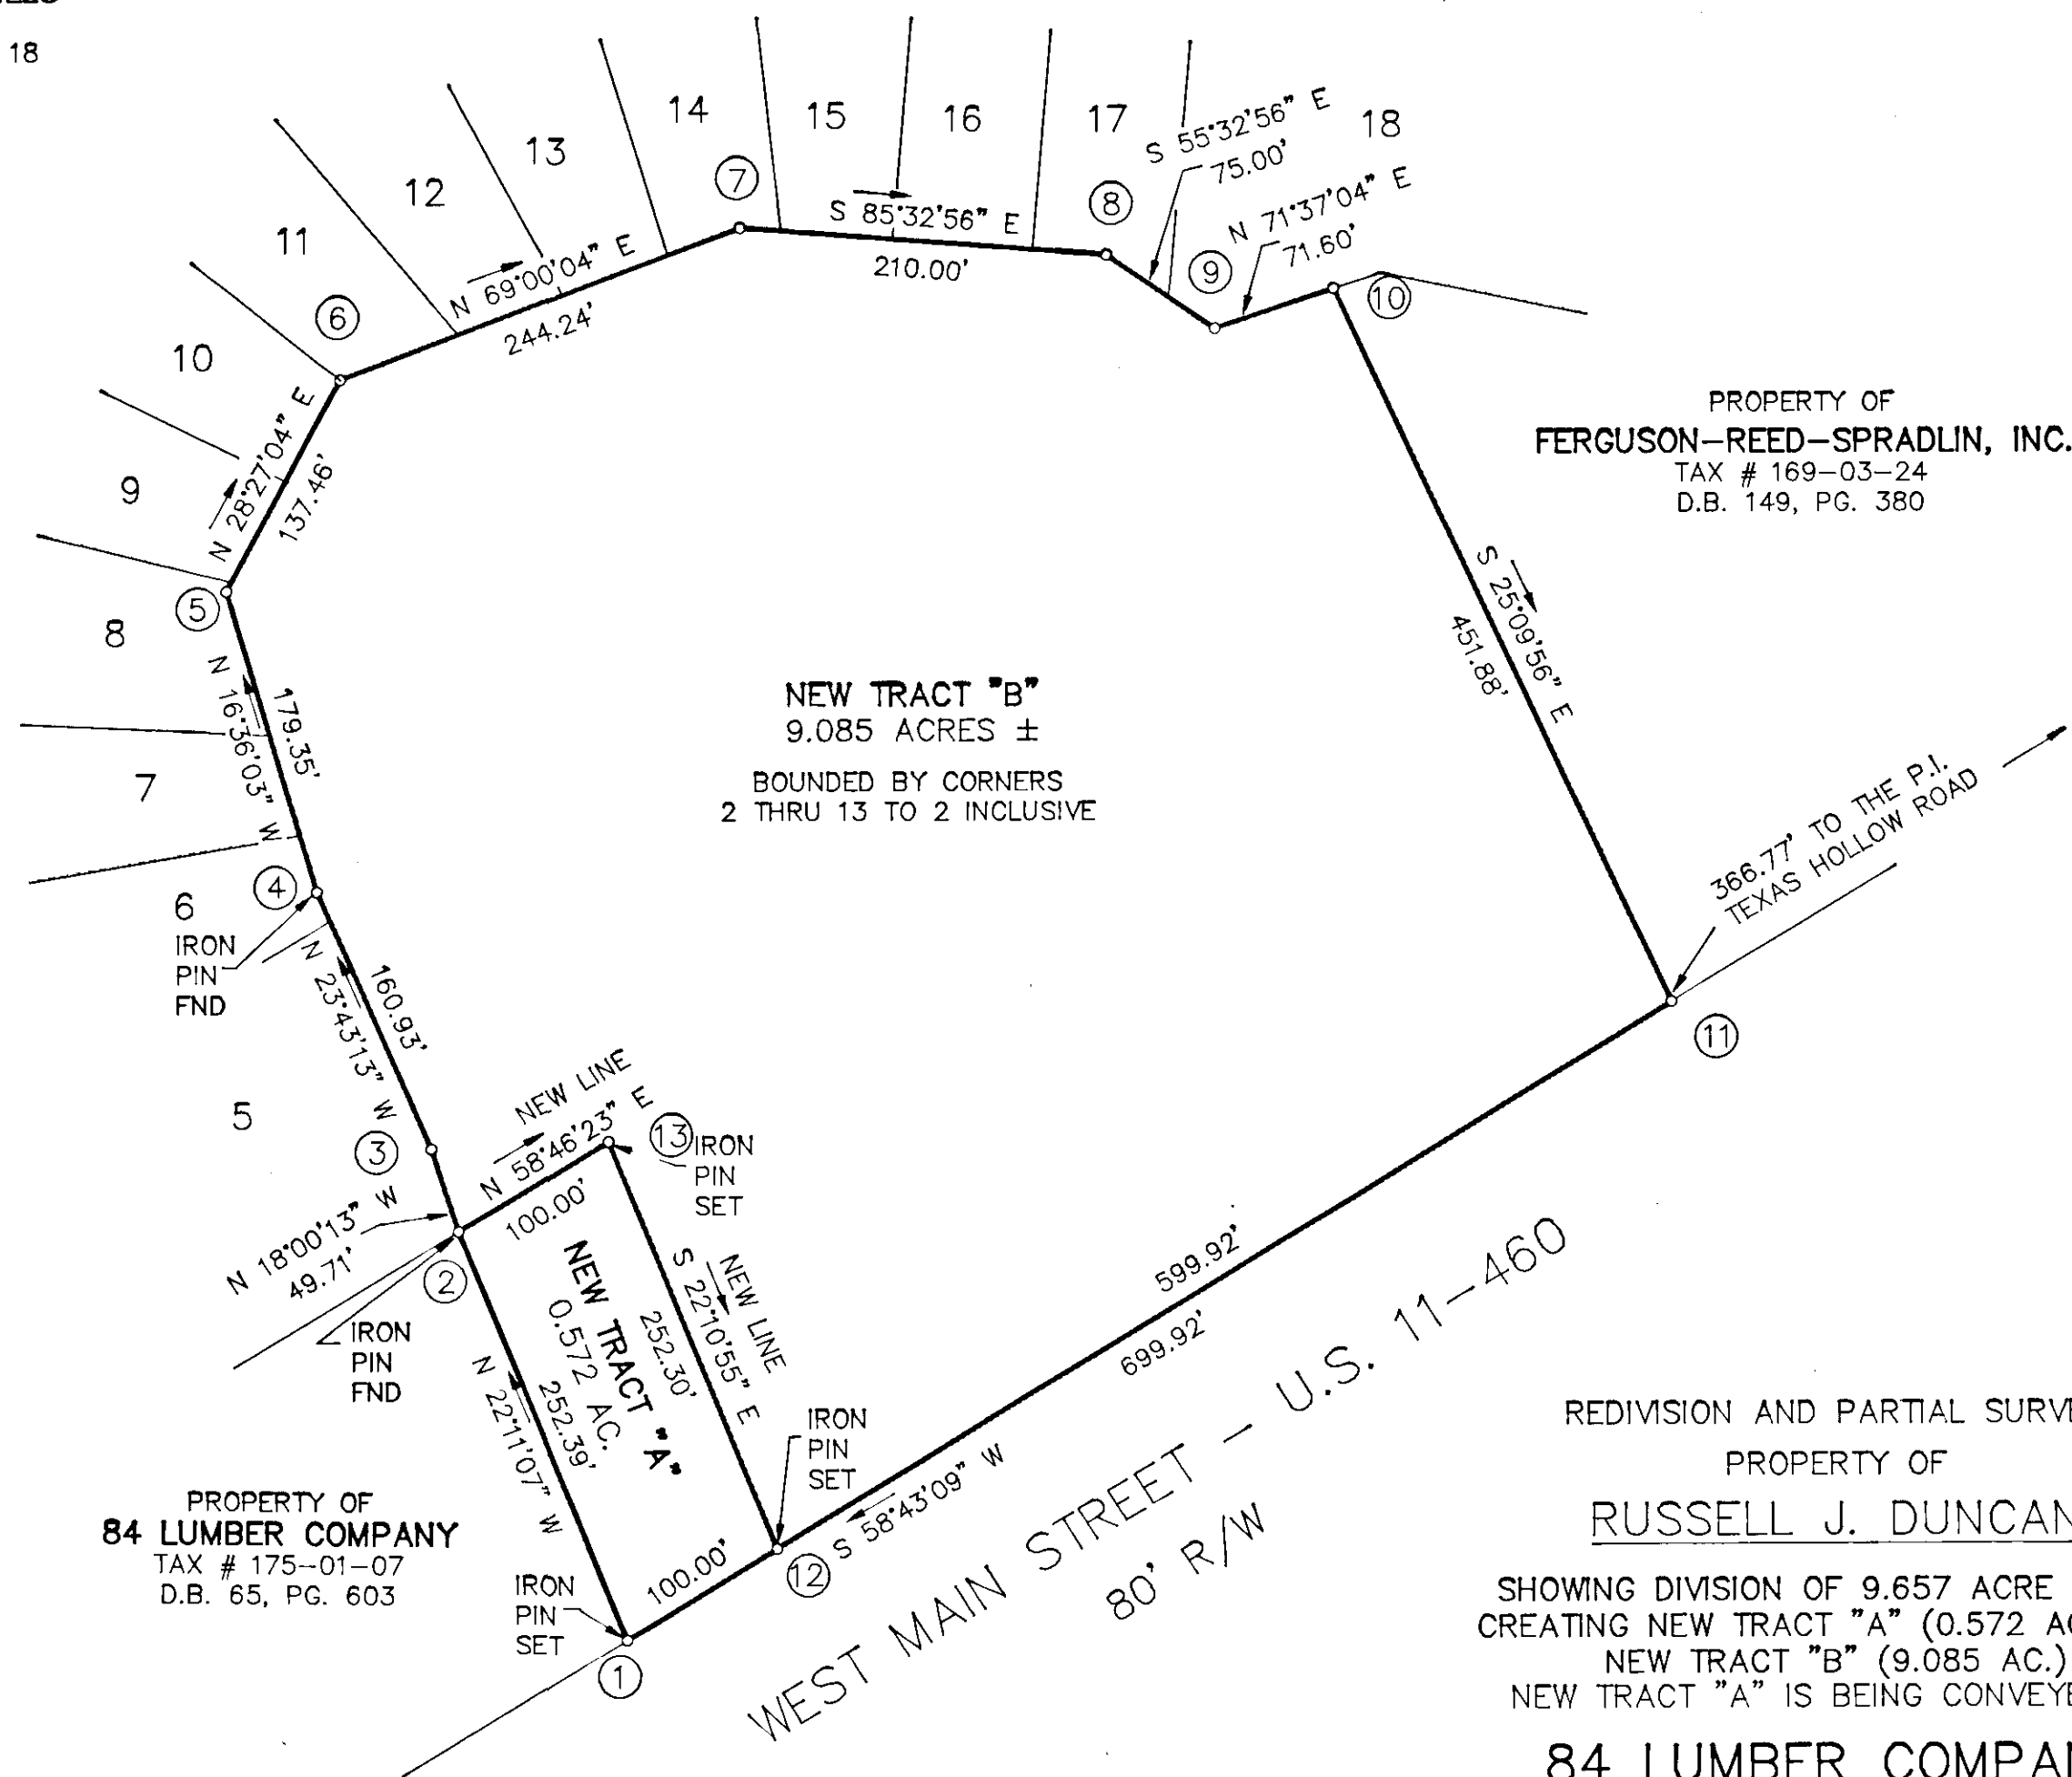 18
11
12
13
14
15
16
17
18
S 55°32'56" E
75.00'
N 71°37'04" E
71.60'
6
7
8
9
10
N 69°00'04" E
244.24'
S 85°32'56" E
210.00'
10
9
8
7
6
5
N 28°27'04" E
137.46'
5
N 16°36'03" W
179.35'
4
IRON
PIN
FND
N 23°43'13" W
160.93'
3
N 18°00'13" W
49.71'
2
IRON
PIN
FND
PROPERTY OF
FERGUSON-REED-SPRADLIN, INC.
TAX # 169-03-24
D.B. 149, PG. 380
S 25°09'56" E
451.88'
NEW TRACT "B"
9.085 ACRES ±
BOUNDED BY CORNERS
2 THRU 13 TO 2 INCLUSIVE
366.77' TO THE P.I.
TEXAS HOLLOW ROAD
11
NEW LINE
N 58°46'23" E
100.00'
13
IRON
PIN
SET
NEW LINE
S 22°10'55" E
252.30'
NEW TRACT "A"
0.572 AC.
252.39'
N 22°11'07" W
IRON
PIN
SET
12
599.92'
699.92'
S 58°43'09" W
100.00'
IRON
PIN
SET
1
WEST MAIN STREET - U.S. 11-460
80' R/W
PROPERTY OF
84 LUMBER COMPANY
TAX # 175-01-07
D.B. 65, PG. 603
REDIVISION AND PARTIAL
PROPERTY OF
RUSSELL J. DUNCAN
SHOWING DIVISION OF 9.657 ACRE
CREATING NEW TRACT "A" (0.572
NEW TRACT "B" (9.085 AC.)
NEW TRACT "A" IS BEING
84 LUMBER